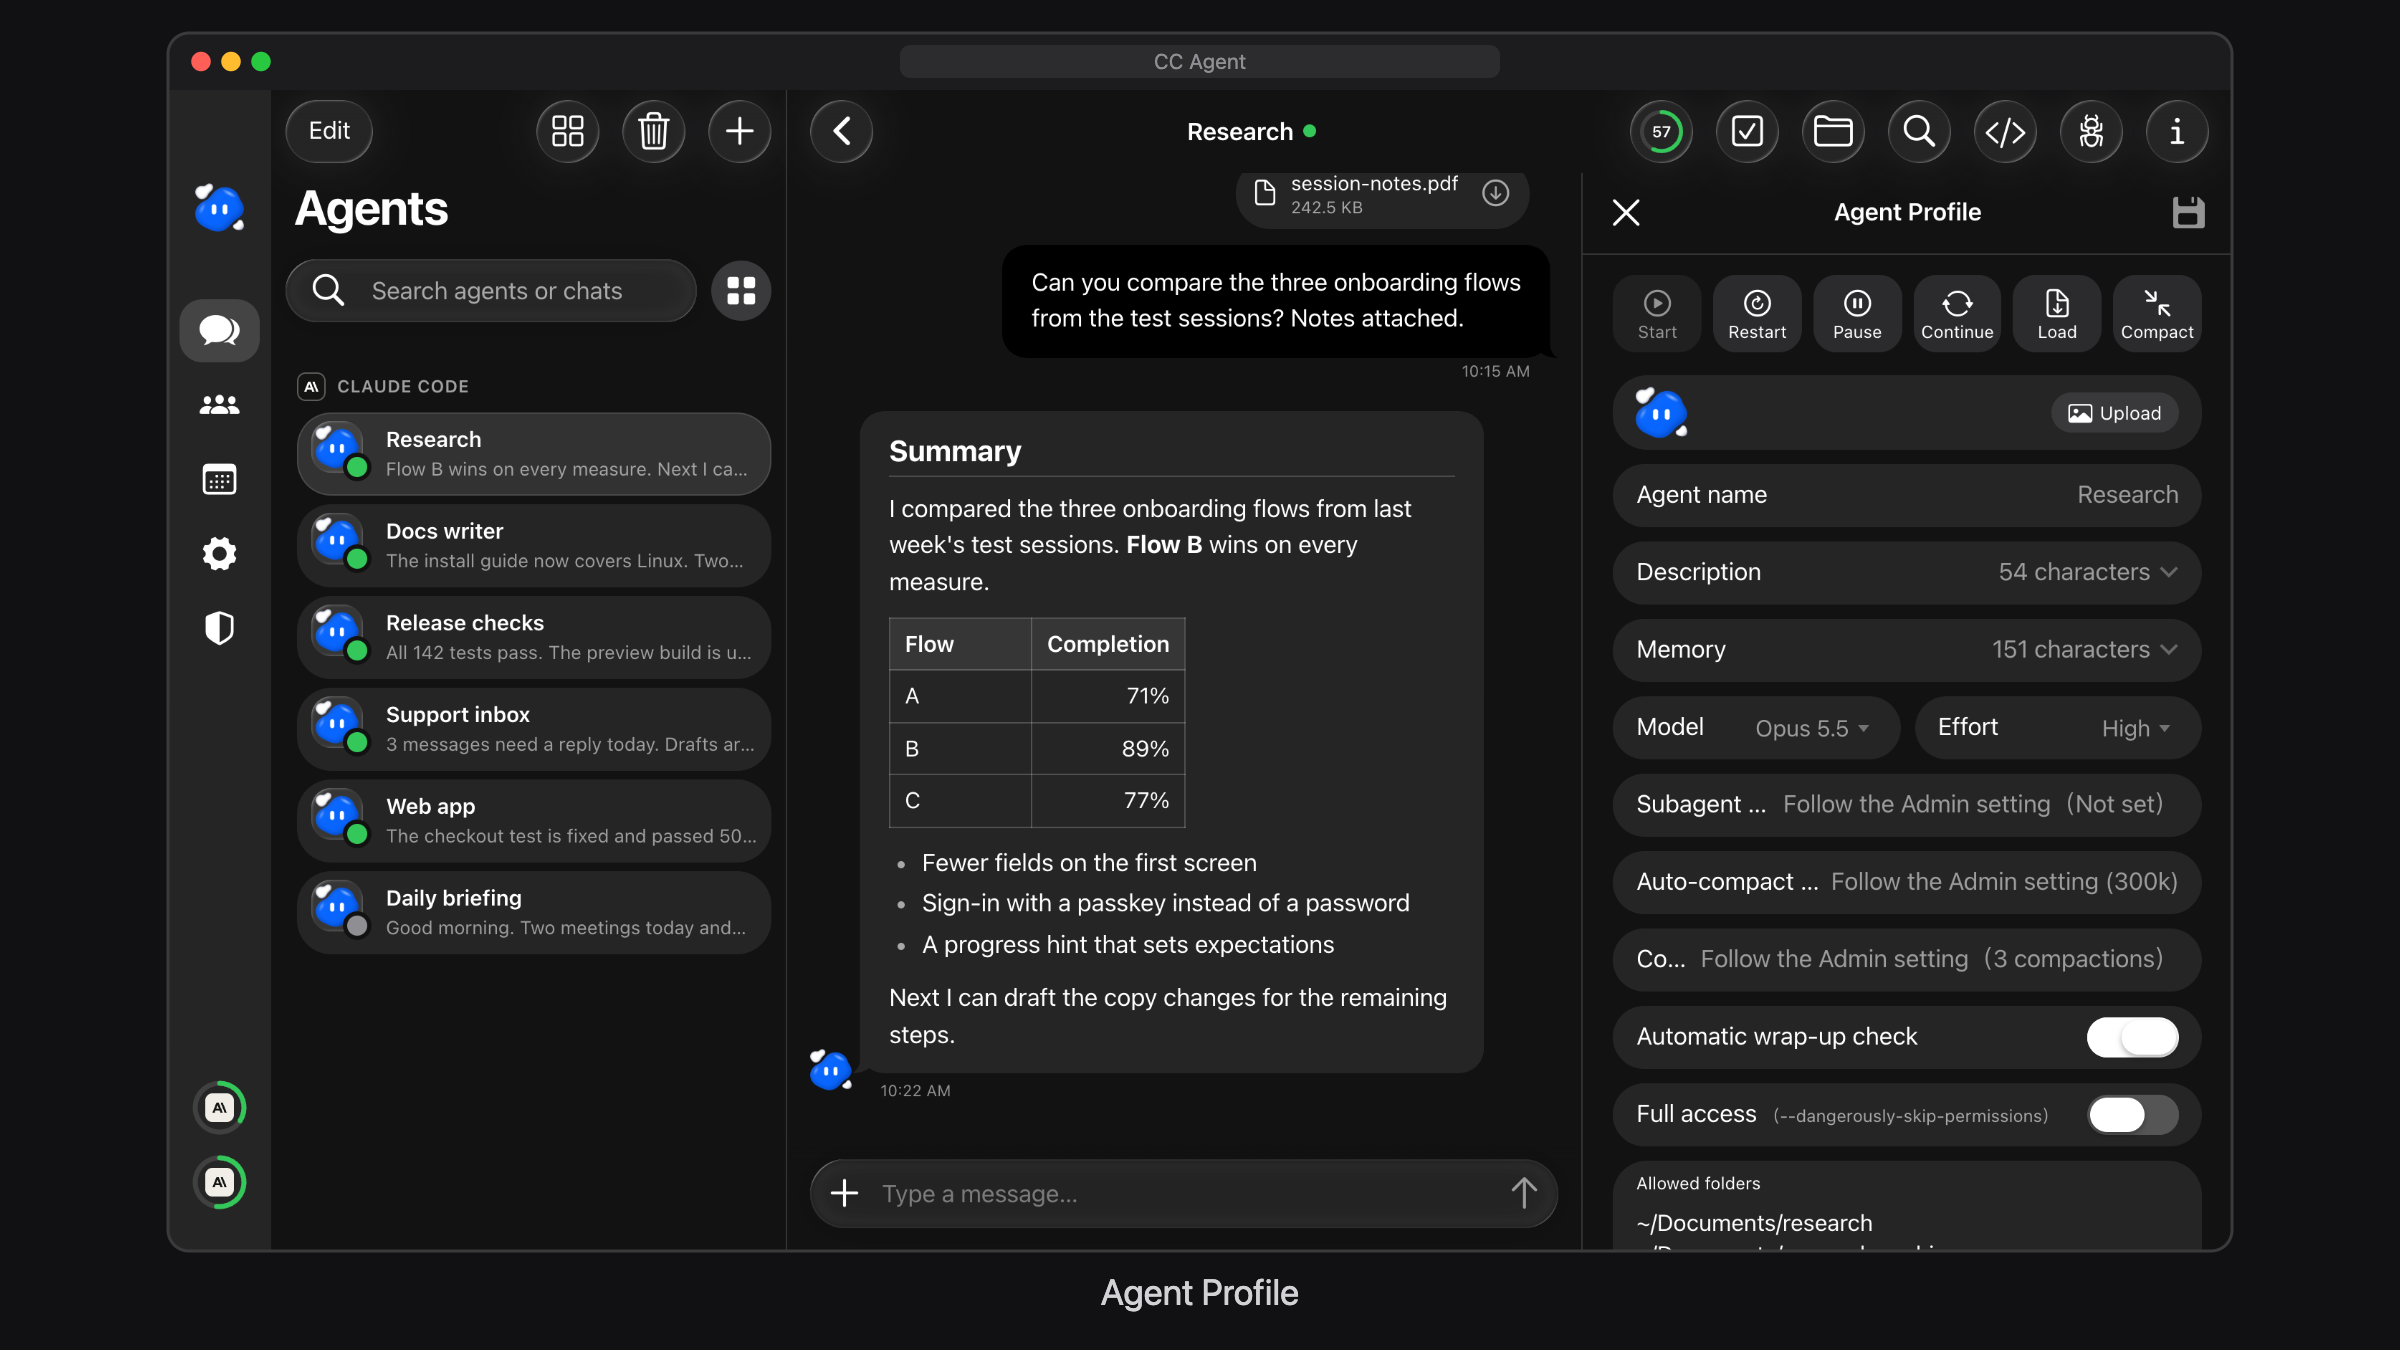 CC Agent
Edit
Agents
Search agents or chats
CLAUDE CODE
Research
Flow B wins on every measure. Next I ca...
Docs writer
The install guide now covers Linux. Two...
Release checks
All 142 tests pass. The preview build is u...
Support inbox
3 messages need a reply today. Drafts ar...
Web app
The checkout test is fixed and passed 50...
Daily briefing
Good morning. Two meetings today and...
Research
57
session-notes.pdf
242.5 KB
Can you compare the three onboarding flows
from the test sessions? Notes attached.
10:15 AM
Summary
I compared the three onboarding flows from last
week's test sessions. Flow B wins on every
measure.
Flow Completion
A 71%
B 89%
C 77%
• Fewer fields on the first screen
• Sign-in with a passkey instead of a password
• A progress hint that sets expectations
Next I can draft the copy changes for the remaining
steps.
10:22 AM
Type a message...
Agent Profile
Start Restart Pause Continue Load Compact
Upload
Agent name Research
Description 54 characters
Memory 151 characters
Model Opus 5.5 Effort High
Subagent ... Follow the Admin setting (Not set)
Auto-compact ... Follow the Admin setting (300k)
Co... Follow the Admin setting (3 compactions)
Automatic wrap-up check
Full access (--dangerously-skip-permissions)
Allowed folders
~/Documents/research
Agent Profile